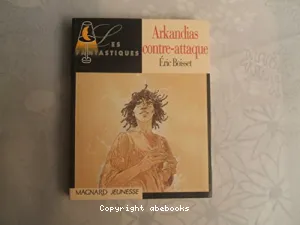 Les
Fantastiques
Arkandias
contre-attaque
Éric Boisset
MAGNARD JEUNESSE
Copyright abebooks